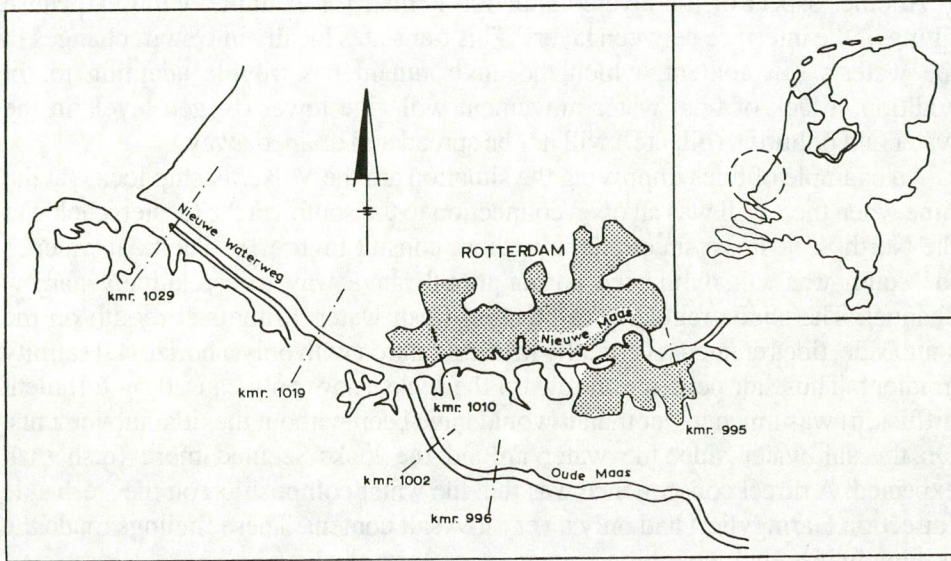 Nieuwe Waterweg
ROTTERDAM
kmr. 1029
Nieuwe Maas
kmr. 1019
kmr. 1010
kmr. 995
kmr. 1002
Oude Maas
kmr. 996